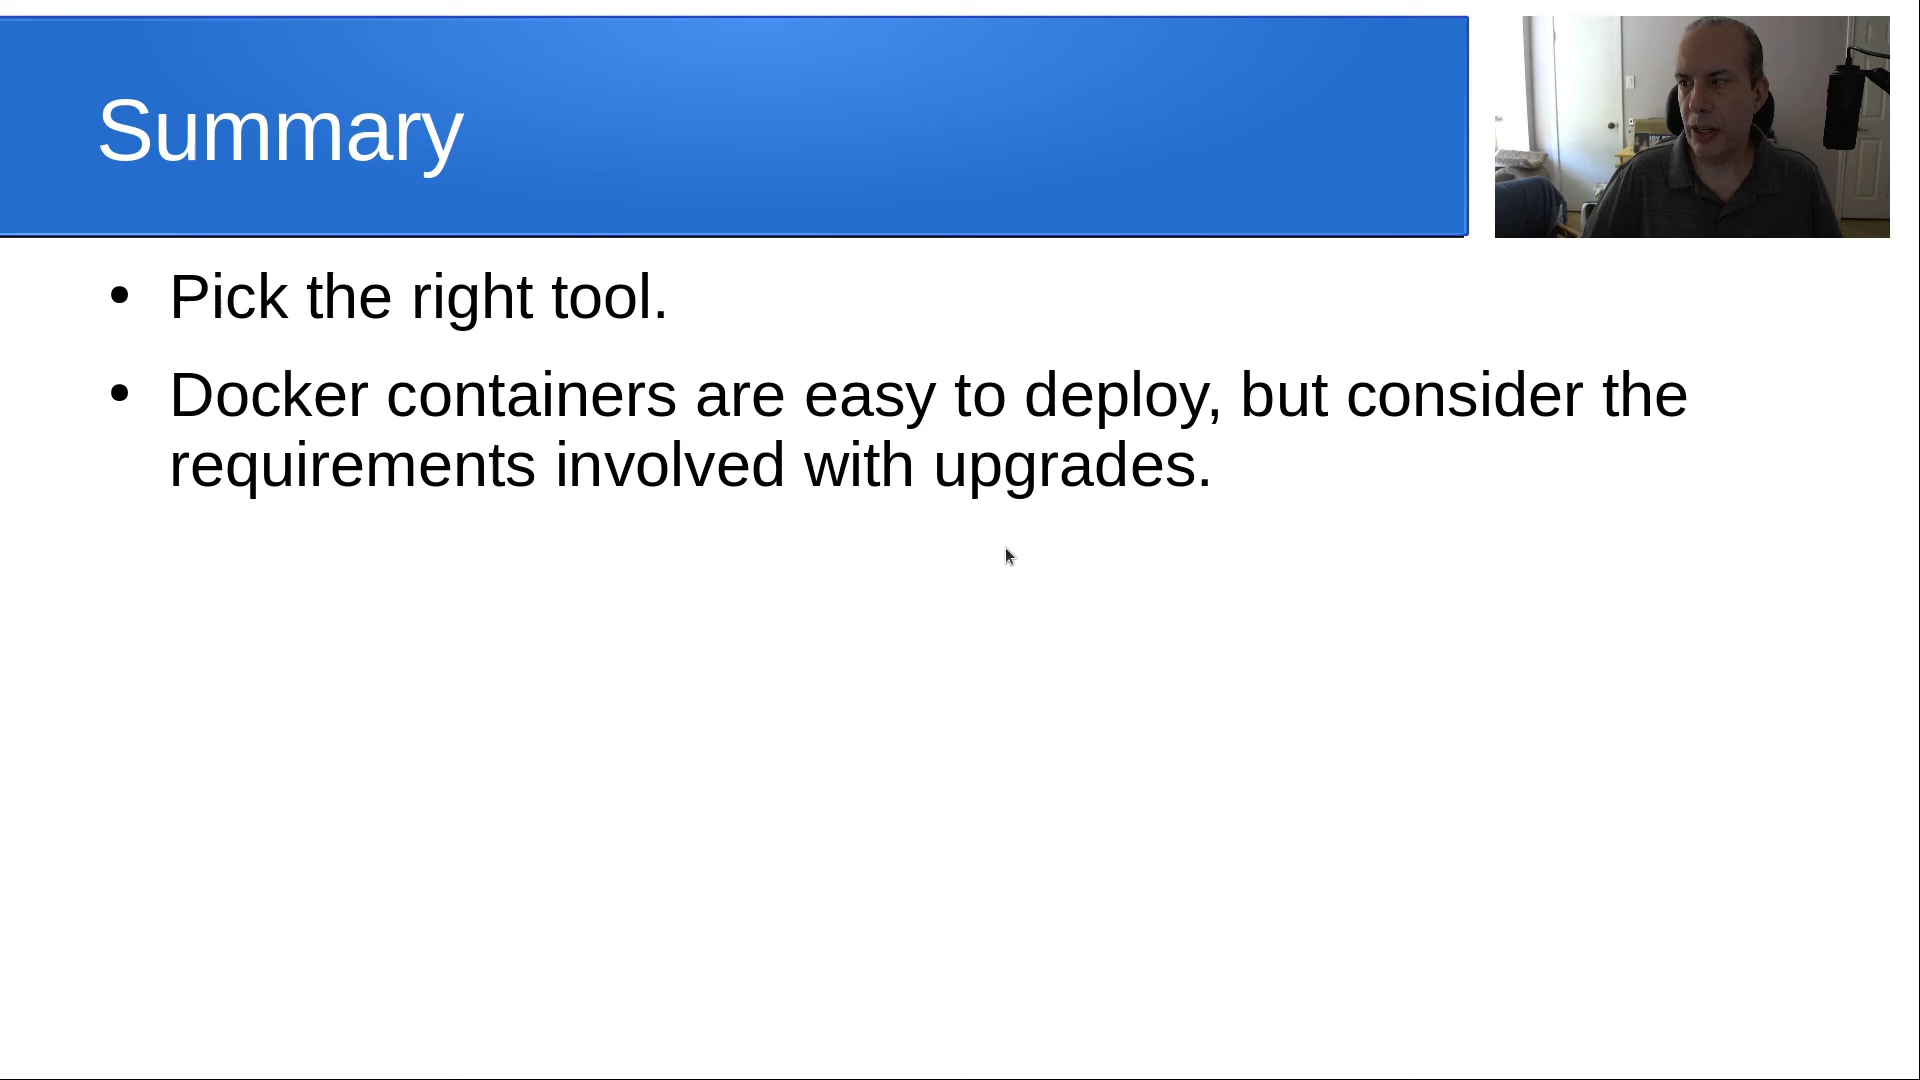 Summary
• Pick the right tool.
• Docker containers are easy to deploy, but consider the
requirements involved with upgrades.